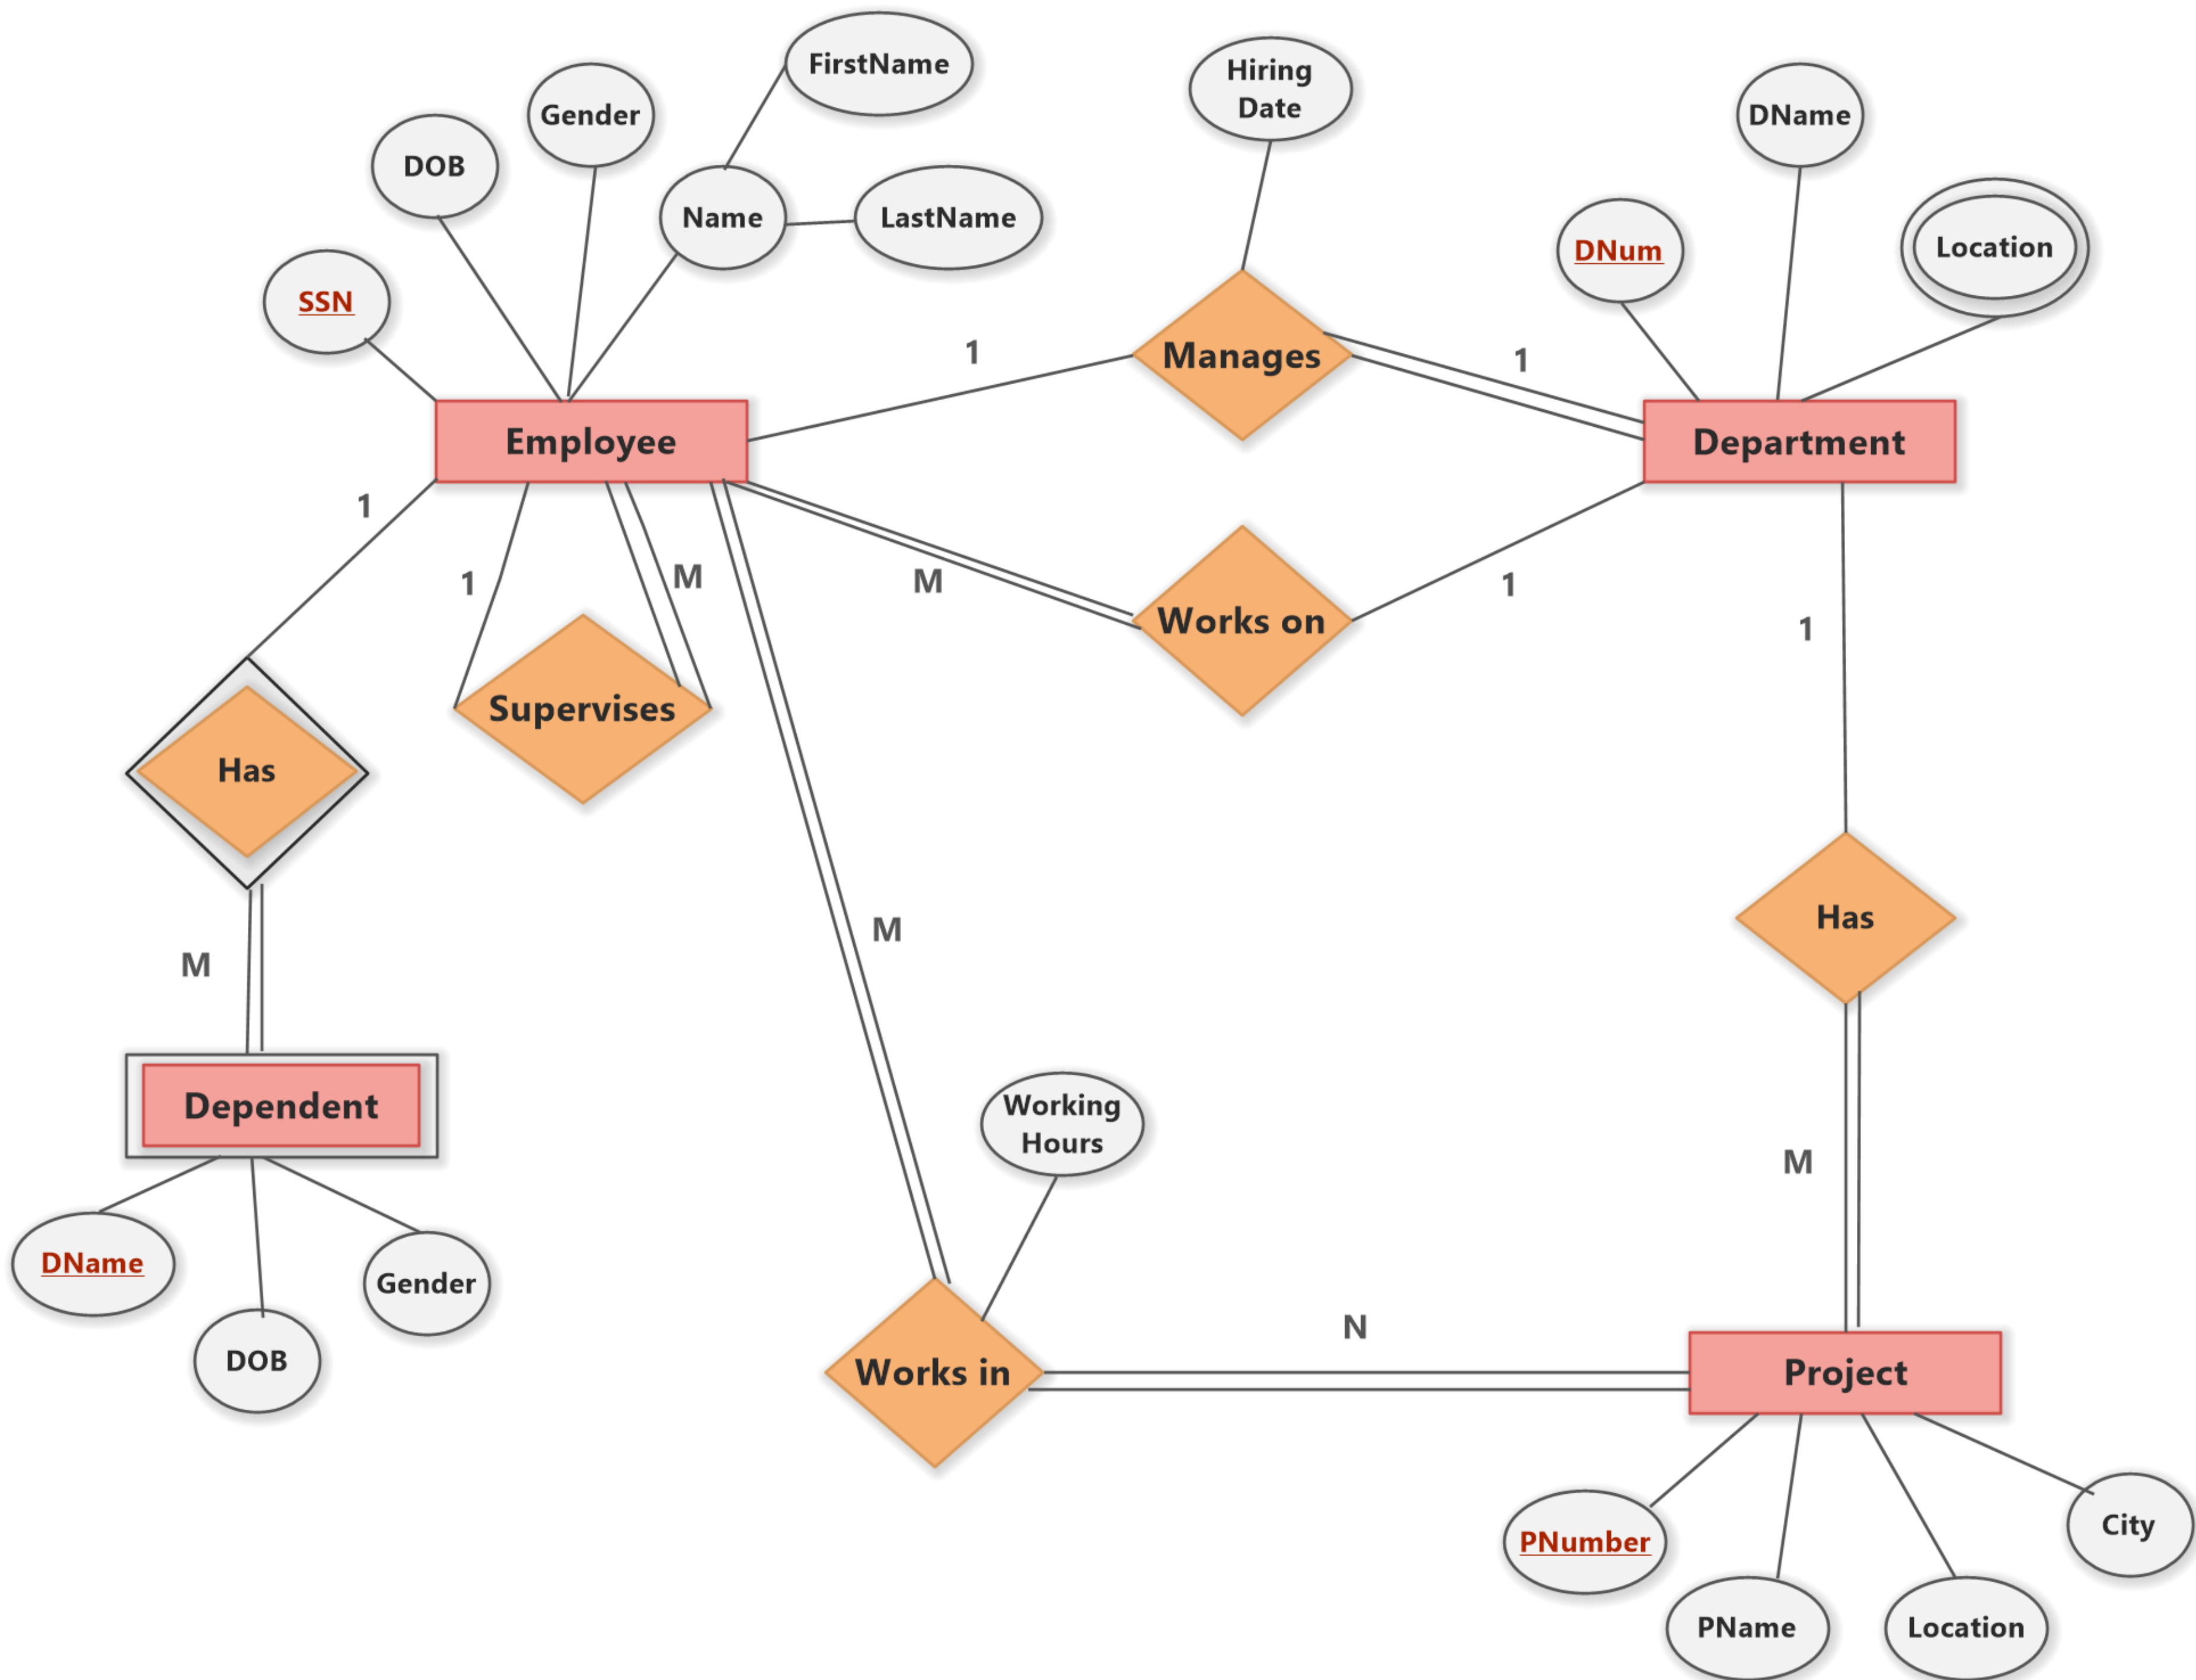 FirstName
Hiring
Date
Gender
DName
DOB
Name
LastName
DNum
Location
SSN
1
Manages
1
Employee
Department
1
1
M
M
1
1
Works on
Supervises
Has
M
Has
M
Dependent
Working
Hours
M
DName
Gender
DOB
N
Works in
Project
PNumber
City
PName
Location